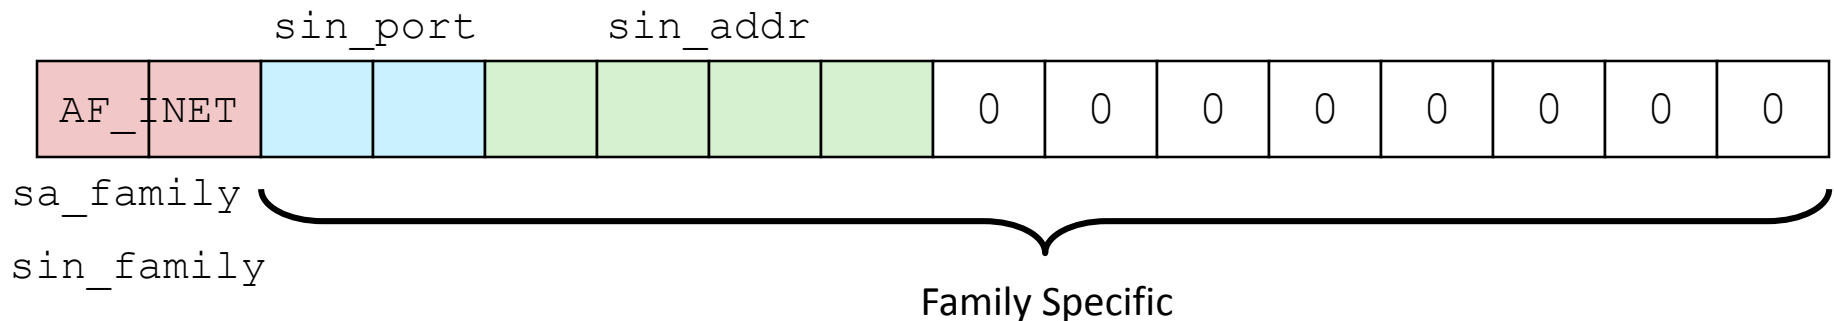 sin_port sin_addr
AF_INET 0 0 0 0 0 0 0 0
sa_family
sin_family
Family Specific